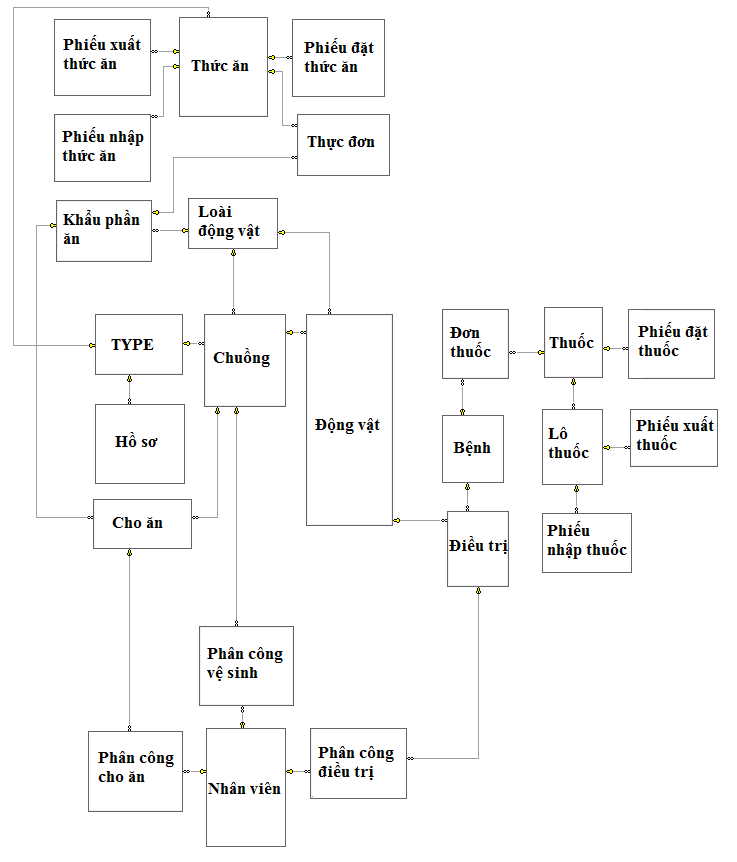 Phiếu xuất
thức ăn
Thức ăn
Phiếu đặt
thức ăn
Phiếu nhập
thức ăn
Thực đơn
Khẩu phần
ăn
Loài
động vật
TYPE
Chuồng
Động vật
Đơn
thuốc
Thuốc
Phiếu đặt
thuốc
Hồ sơ
Bệnh
Lô
thuốc
Phiếu xuất
thuốc
Cho ăn
Điều trị
Phiếu
nhập thuốc
Phân công
vệ sinh
Phân công
cho ăn
Nhân viên
Phân công
điều trị